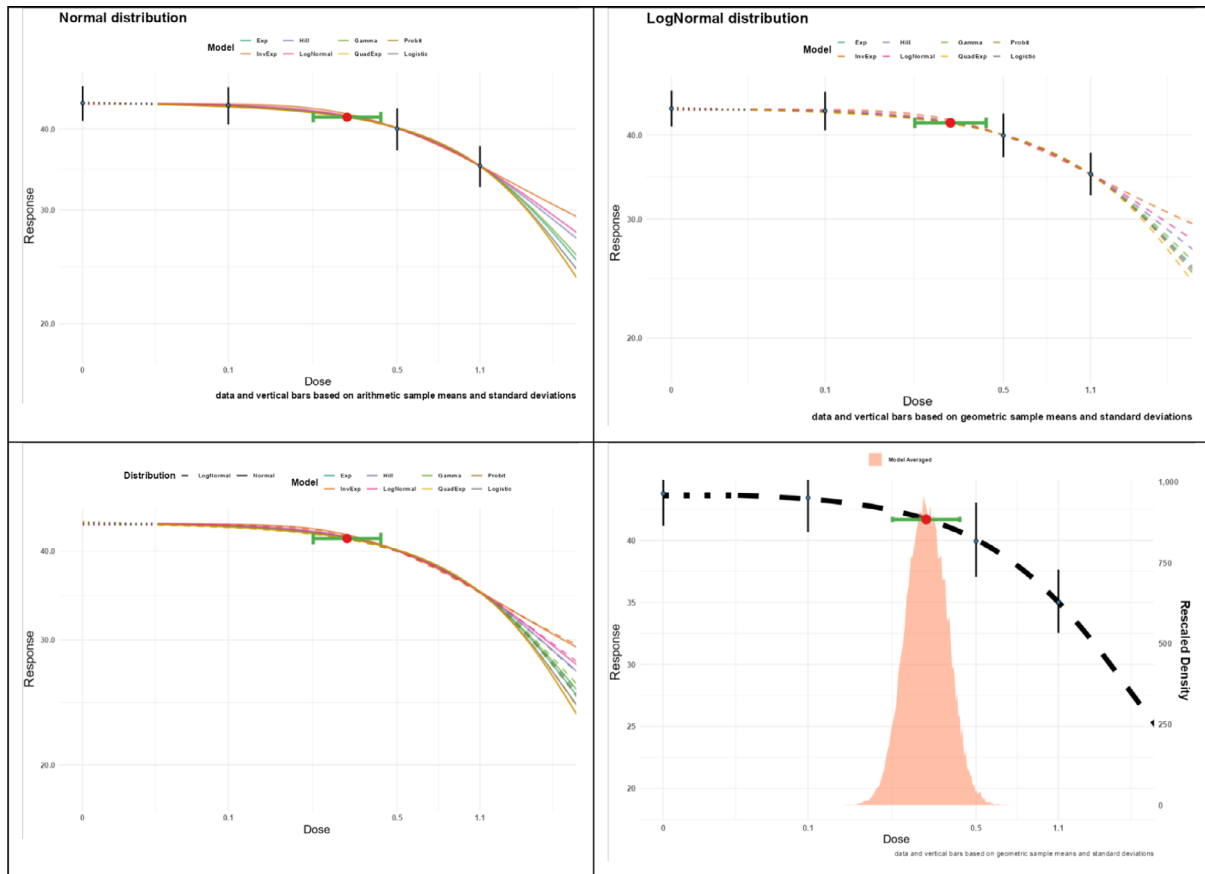 Normal distribution
Model Exp Hill Gamma Probit
InvExp LogNormal QuadExp Logistic
40.0
30.0
20.0
Response
0 0.1 0.5 1.1
Dose
data and vertical bars based on arithmetic sample means and standard deviations
LogNormal distribution
Model Exp Hill Gamma Probit
InvExp LogNormal QuadExp Logistic
40.0
30.0
20.0
Response
0 0.1 0.5 1.1
Dose
data and vertical bars based on geometric sample means and standard deviations
Distribution LogNormal Normal Model Exp Hill Gamma Probit
InvExp LogNormal QuadExp Logistic
40.0
30.0
20.0
Response
0 0.1 0.5 1.1
Dose
Model Averaged
40
35
30
25
20
Response
1,000
750
500
250
0
Rescaled Density
0 0.1 0.5 1.1
Dose
data and vertical bars based on geometric sample means and standard deviations